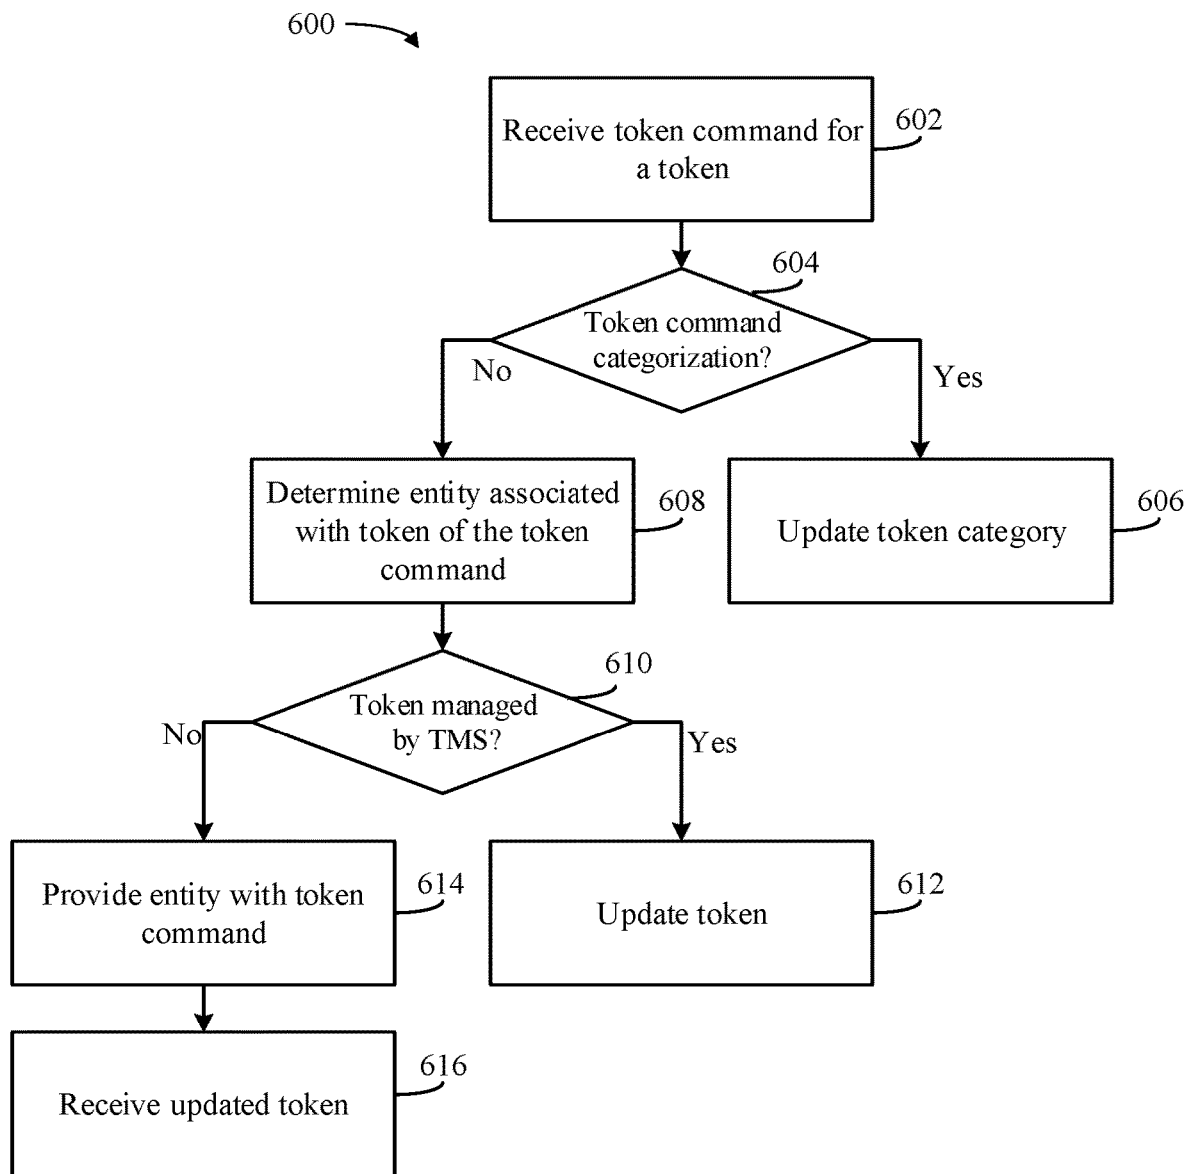 600
Receive token command for
a token
602
604
Token command
categorization?
No
Yes
Determine entity associated
with token of the token
command
608
Update token category
606
610
Token managed
by TMS?
No
Yes
Provide entity with token
command
614
Update token
612
Receive updated token
616